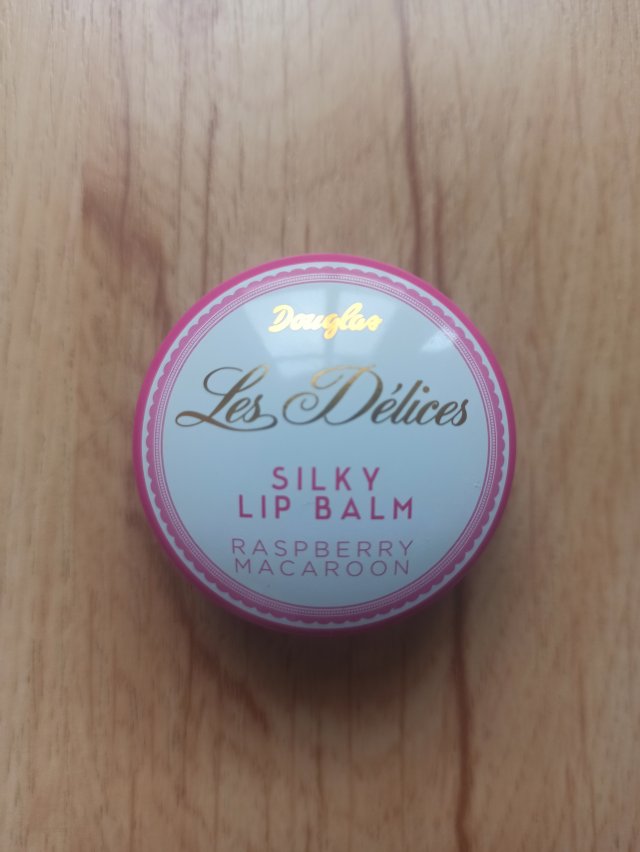 Douglas
Les Délices
SILKY
LIP BALM
RASPBERRY
MACAROON